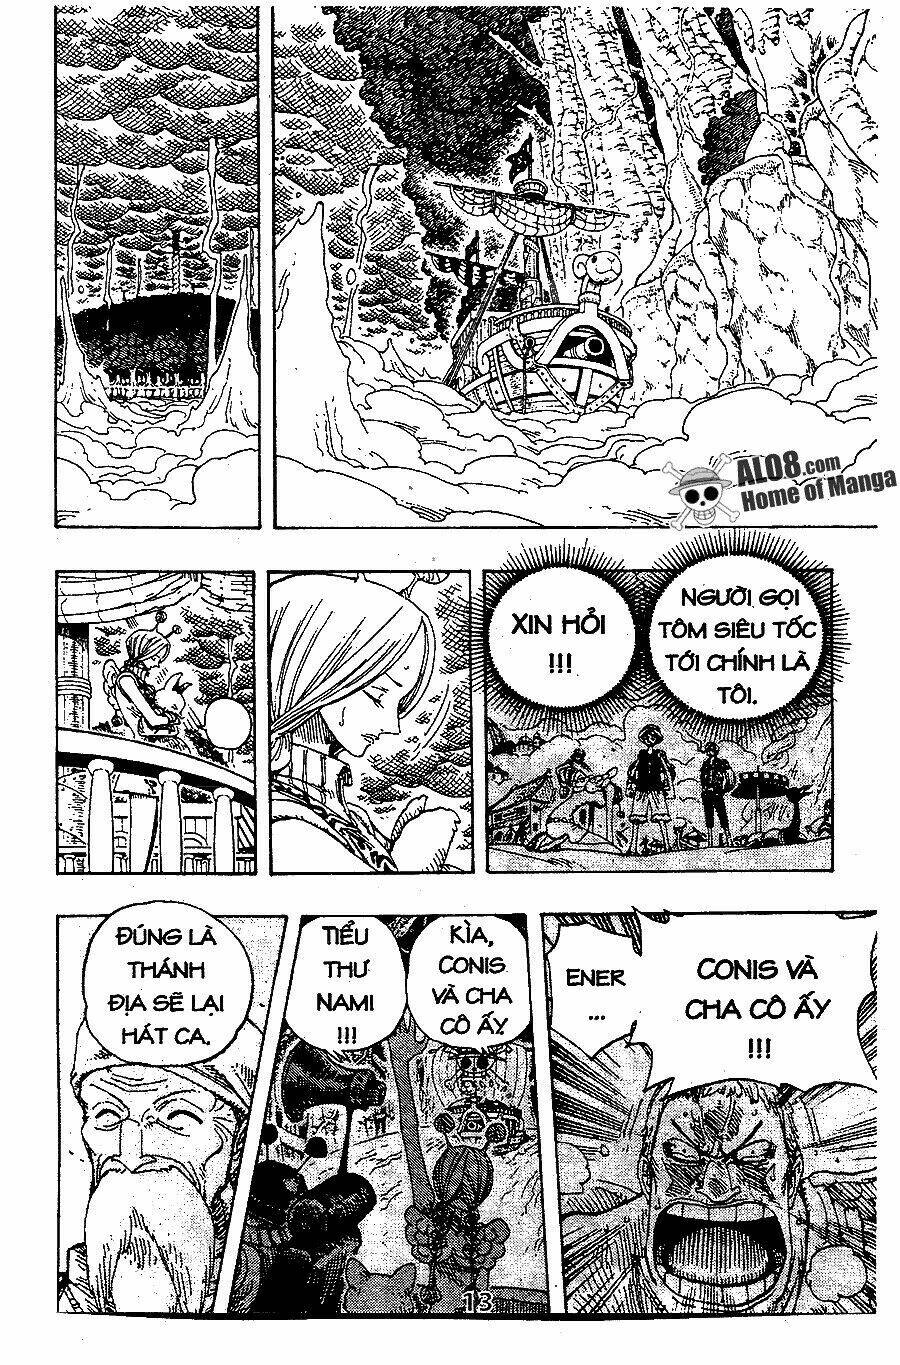 AL08.com
Home of Manga
NGƯỜI GỌI
TÔM SIÊU TỐC
TỚI CHÍNH LÀ
TÔI.
XIN HỎI
!!!
CONIS VÀ
CHA CÔ ẤY
!!!
ENER
...
KÌA,
CONIS
VÀ CHA
CÔ ẤY
TIỂU
THƯ
NAMI
!!!
ĐÚNG LÀ
THÁNH
ĐỊA SẼ LẠI
HÁT CA.
13